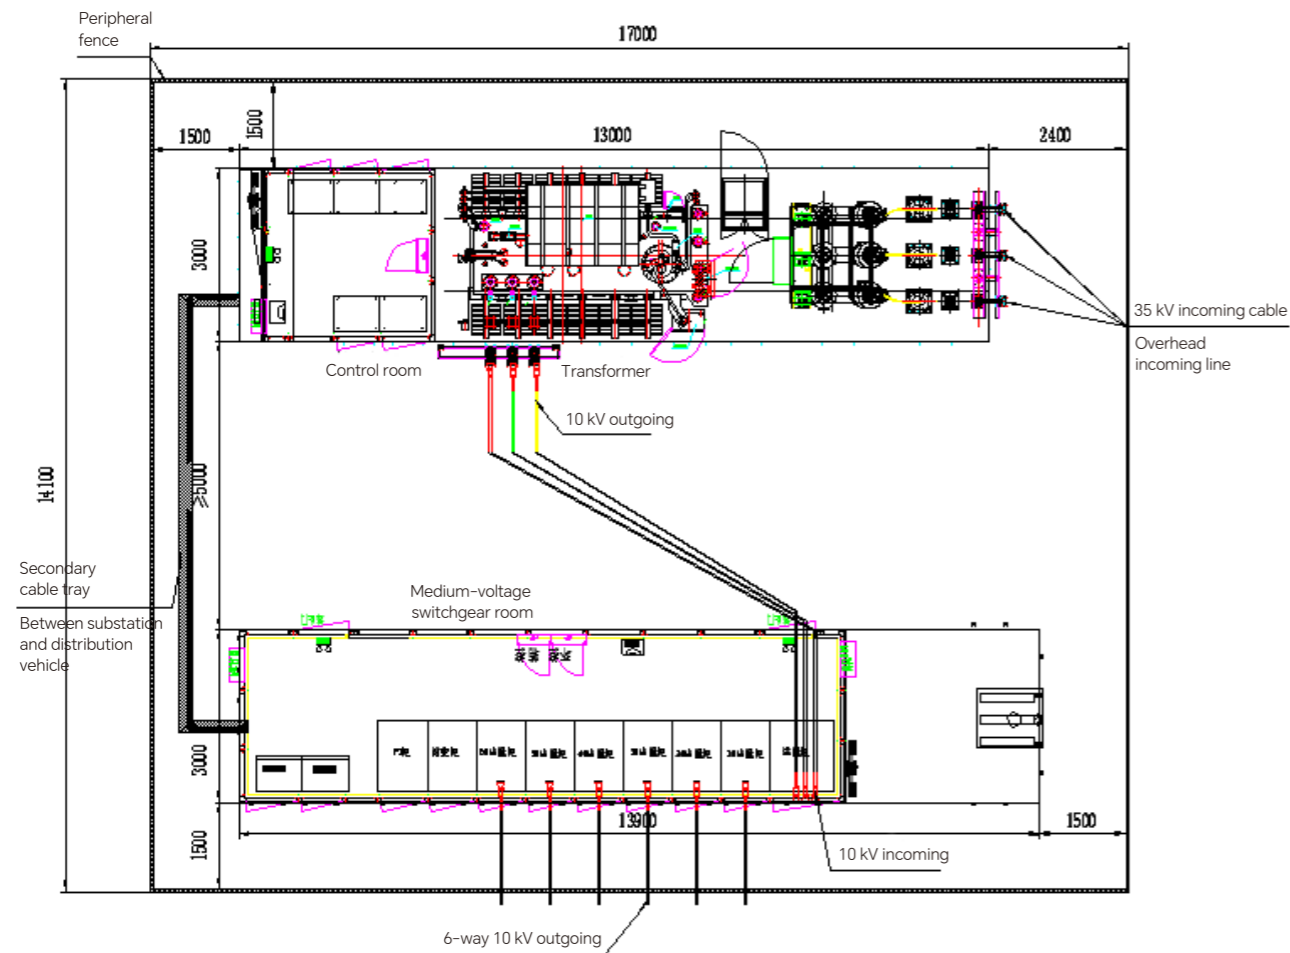 Peripheral
fence
17000
1500
1500
13000
2400
3000
35 kV incoming cable
Overhead
incoming line
Control room
Transformer
10 kV outgoing
14100
≥5000
Secondary
cable tray
Between substation
and distribution
vehicle
Medium-voltage
switchgear room
3000
13900
1500
1500
10 kV incoming
6-way 10 kV outgoing